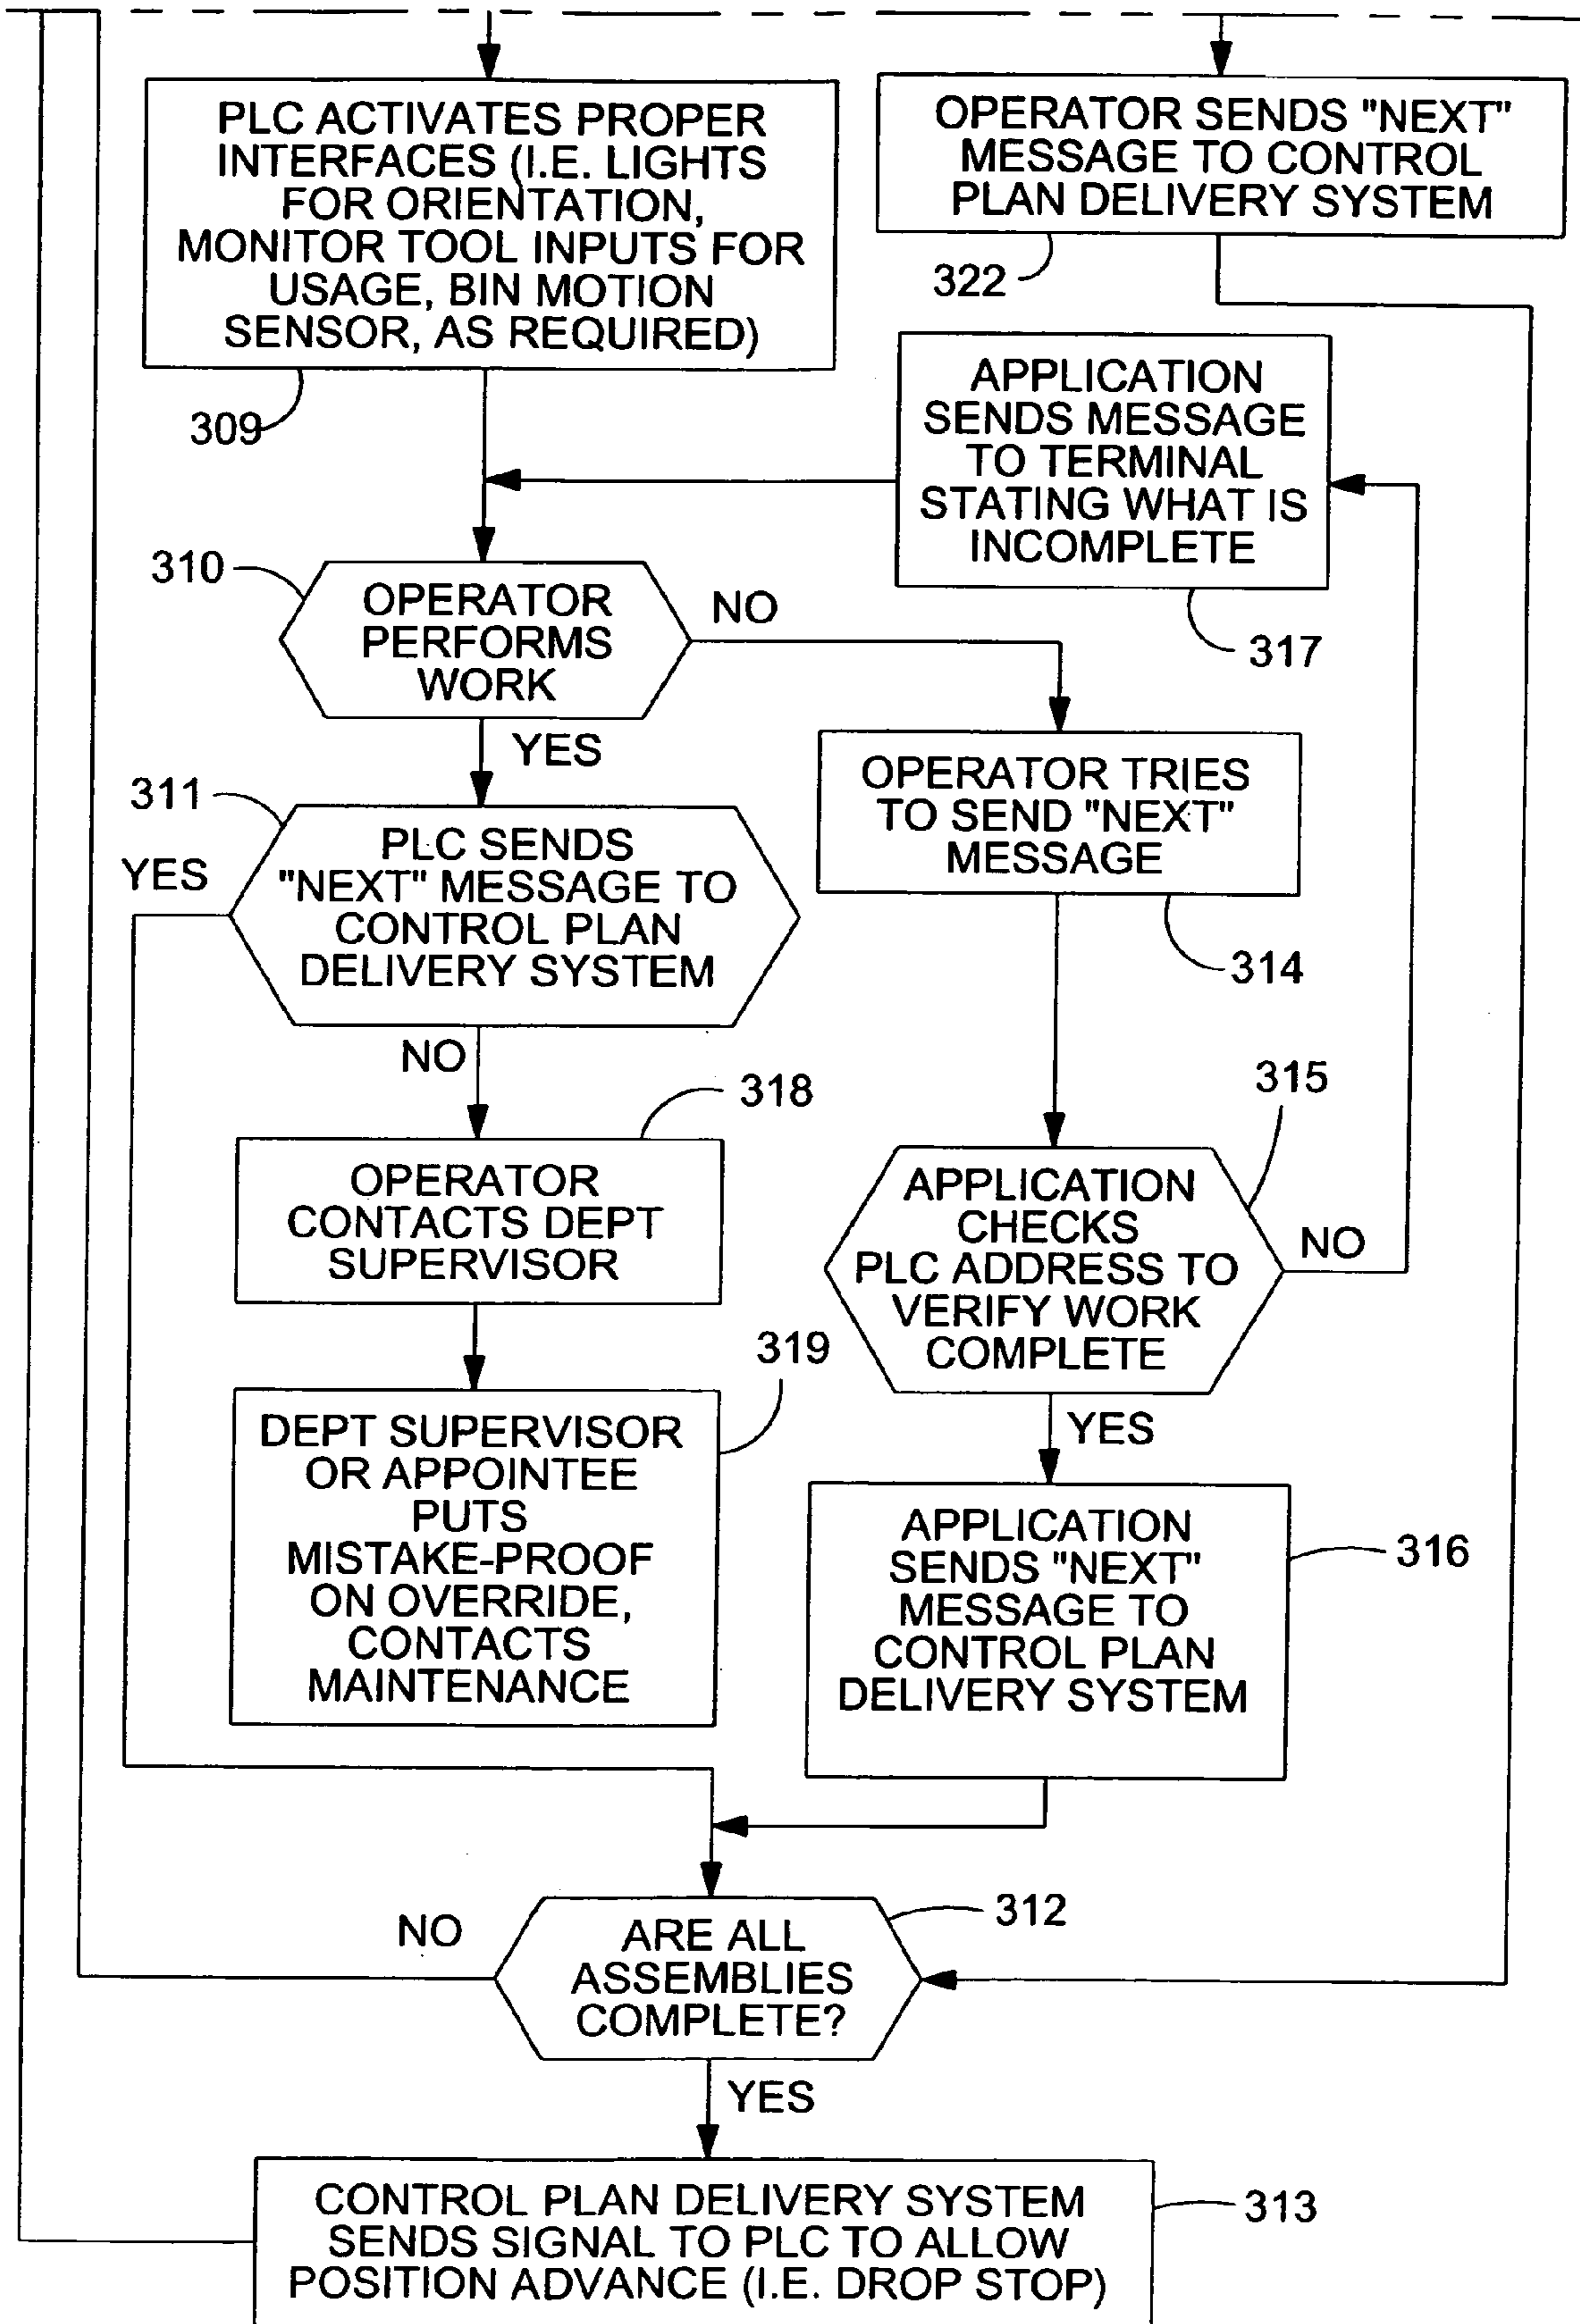 PLC ACTIVATES PROPER
INTERFACES (I.E. LIGHTS
FOR ORIENTATION,
MONITOR TOOL INPUTS FOR
USAGE, BIN MOTION
SENSOR, AS REQUIRED)
309
OPERATOR SENDS "NEXT"
MESSAGE TO CONTROL
PLAN DELIVERY SYSTEM
322
APPLICATION
SENDS MESSAGE
TO TERMINAL
STATING WHAT IS
INCOMPLETE
317
310
OPERATOR
PERFORMS
WORK
NO
YES
311
YES
PLC SENDS
"NEXT" MESSAGE TO
CONTROL PLAN
DELIVERY SYSTEM
NO
OPERATOR TRIES
TO SEND "NEXT"
MESSAGE
314
318
OPERATOR
CONTACTS DEPT
SUPERVISOR
315
APPLICATION
CHECKS
PLC ADDRESS TO
VERIFY WORK
COMPLETE
NO
YES
319
DEPT SUPERVISOR
OR APPOINTEE
PUTS
MISTAKE-PROOF
ON OVERRIDE,
CONTACTS
MAINTENANCE
APPLICATION
SENDS "NEXT"
MESSAGE TO
CONTROL PLAN
DELIVERY SYSTEM
316
312
NO
ARE ALL
ASSEMBLIES
COMPLETE?
YES
CONTROL PLAN DELIVERY SYSTEM
SENDS SIGNAL TO PLC TO ALLOW
POSITION ADVANCE (I.E. DROP STOP)
313